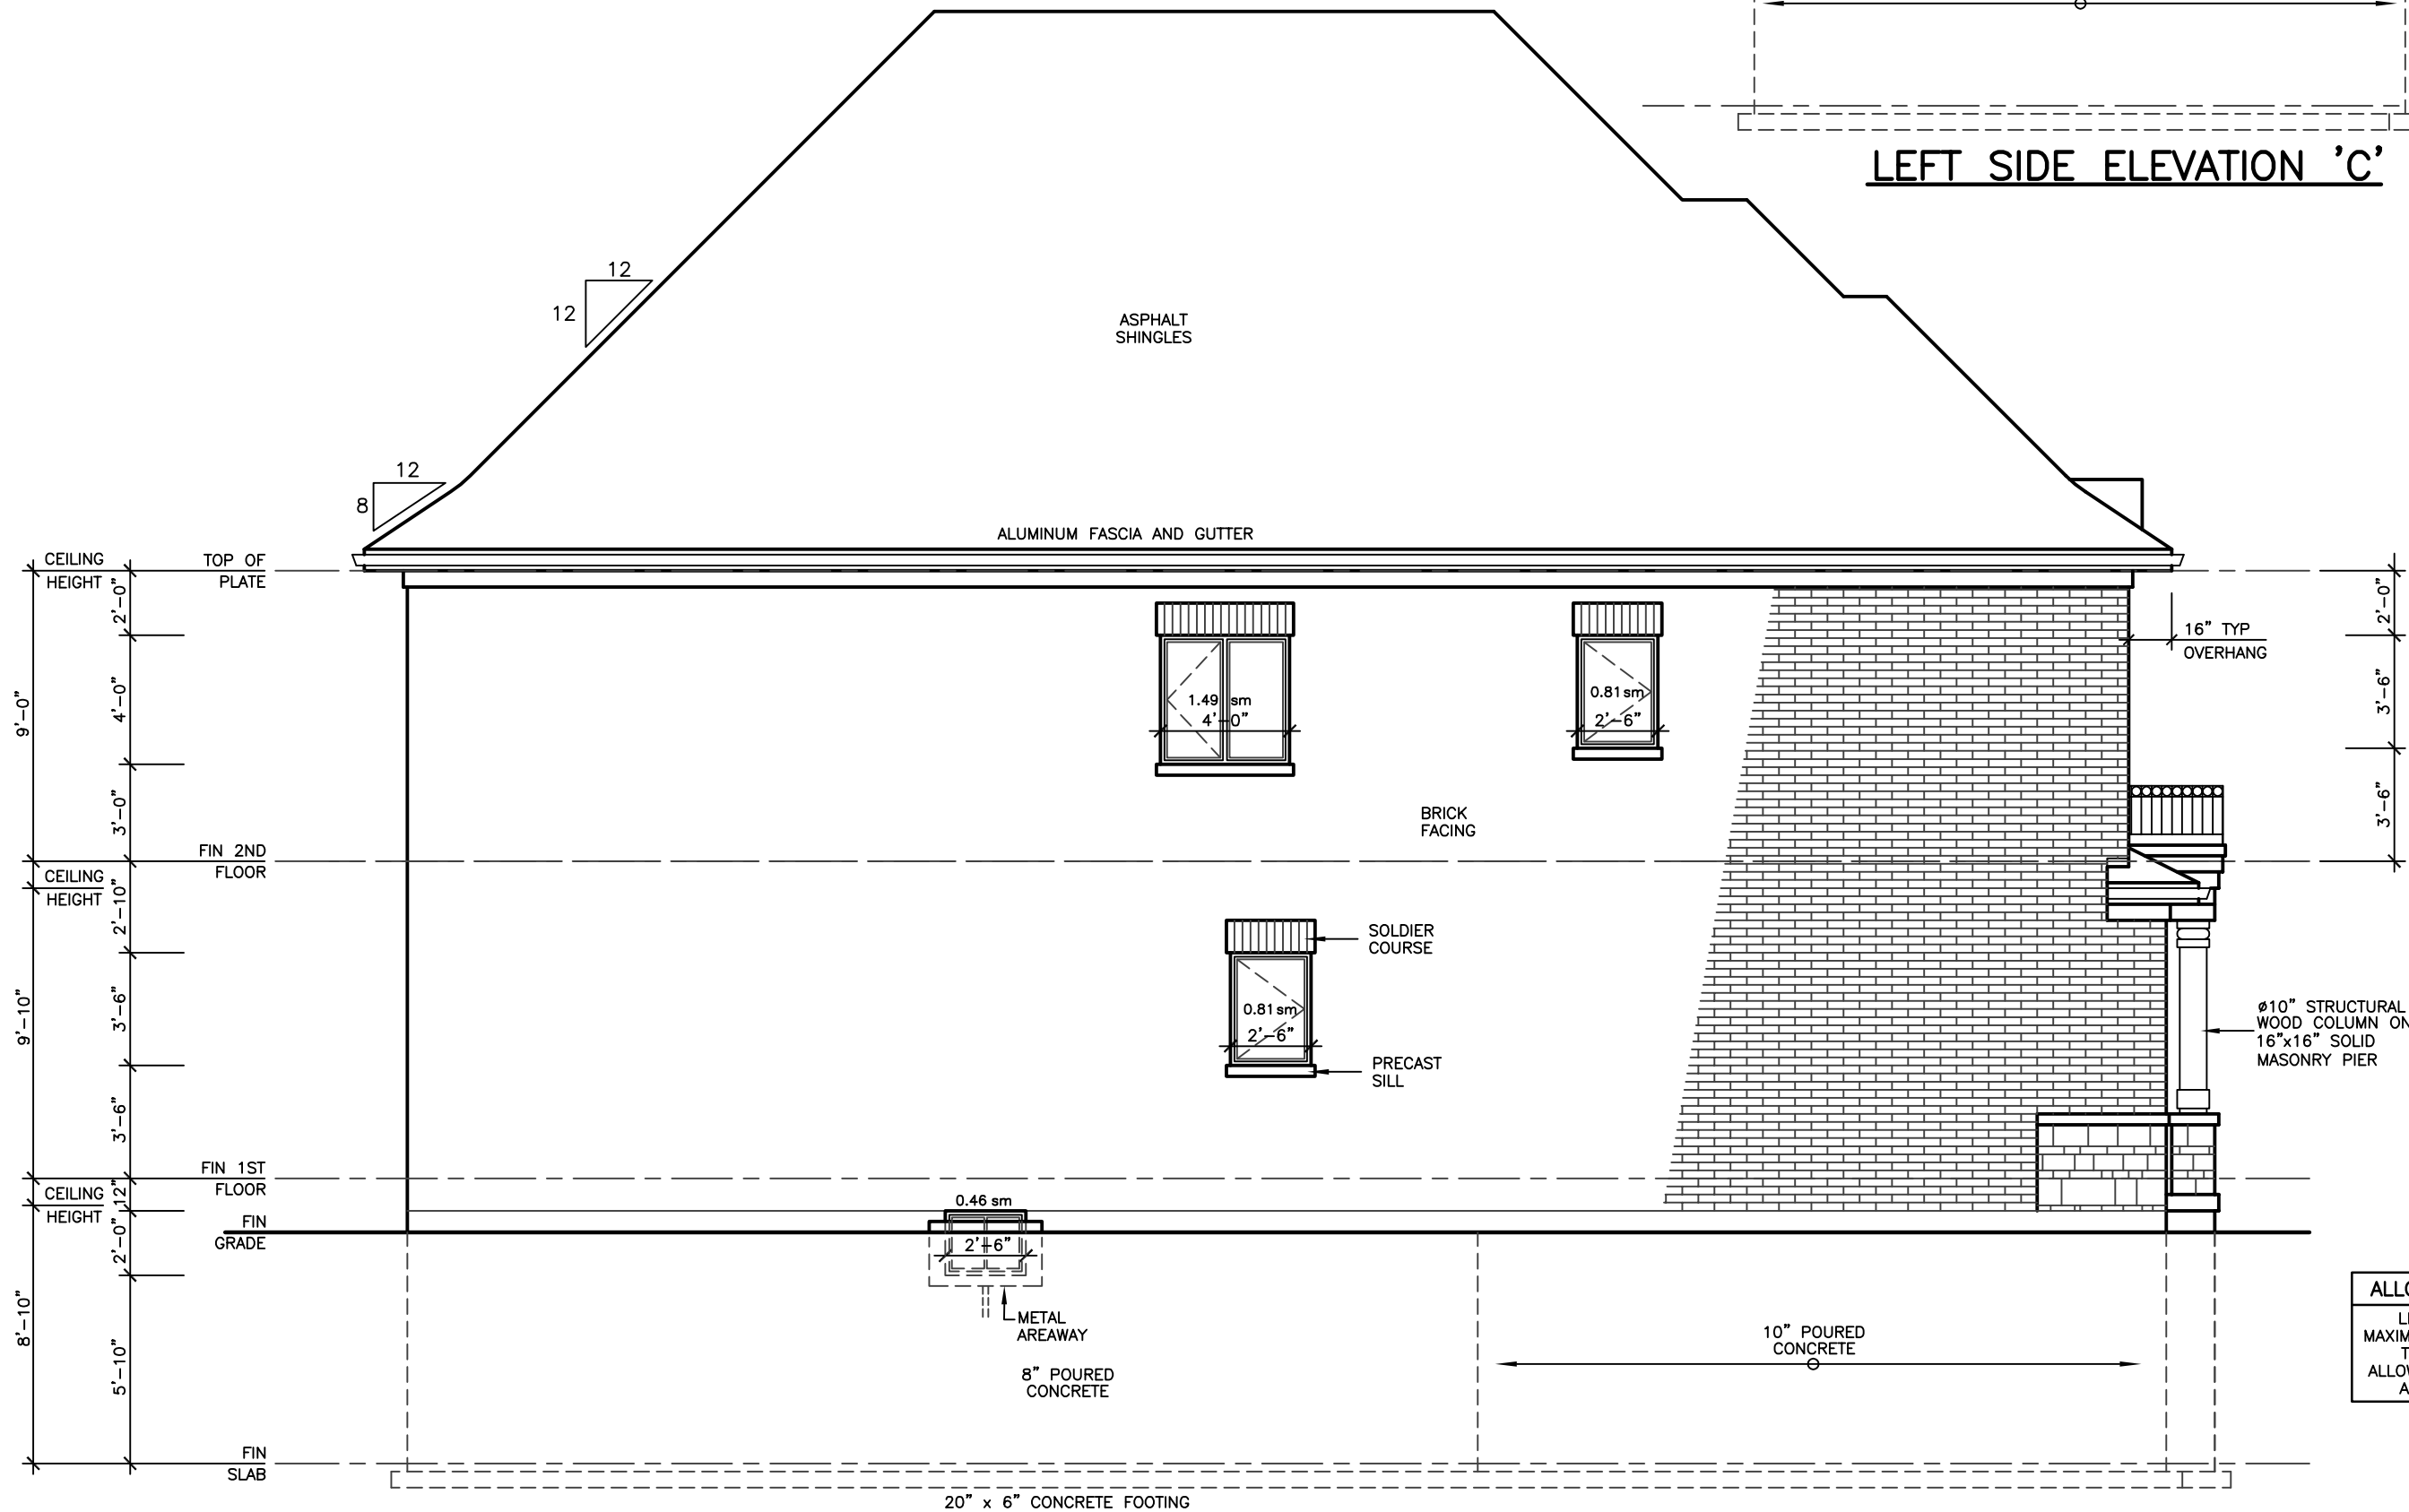 LEFT SIDE ELEVATION 'C'
12
12
ASPHALT
SHINGLES
12
8
ALUMINUM FASCIA AND GUTTER
CEILING
HEIGHT
TOP OF
PLATE
2'-0"
4'-0"
3'-0"
9'-0"
1.49 sm
4'-0"
0.81 sm
2'-6"
16" TYP
OVERHANG
2'-0"
3'-6"
3'-6"
BRICK
FACING
FIN 2ND
FLOOR
CEILING
HEIGHT
2'-10"
3'-6"
3'-6"
9'-10"
SOLDIER
COURSE
0.81 sm
2'-6"
PRECAST
SILL
ø10" STRUCTURAL
WOOD COLUMN ON
16"x16" SOLID
MASONRY PIER
FIN 1ST
FLOOR
CEILING
HEIGHT
12"
2'-0"
5'-10"
8'-10"
FIN
GRADE
0.46 sm
2'-6"
METAL
AREAWAY
8" POURED
CONCRETE
10" POURED
CONCRETE
FIN
SLAB
20" x 6" CONCRETE FOOTING